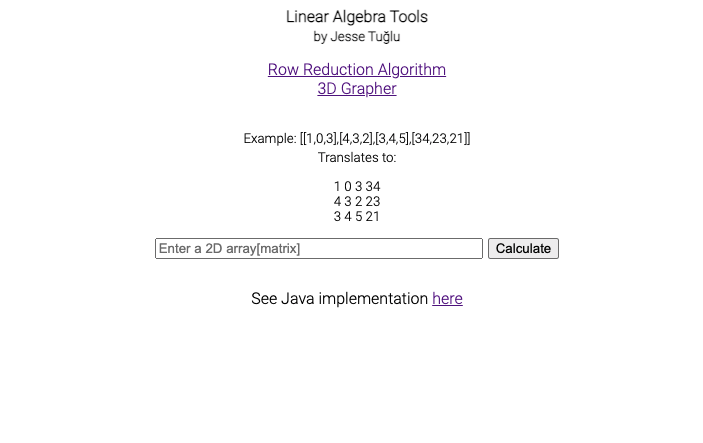 Linear Algebra Tools
by Jesse Tuğlu
Row Reduction Algorithm
3D Grapher
Example: [[1,0,3],[4,3,2],[3,4,5],[34,23,21]]
Translates to:
1 0 3 34
4 3 2 23
3 4 5 21
Enter a 2D array[matrix] Calculate
See Java implementation here